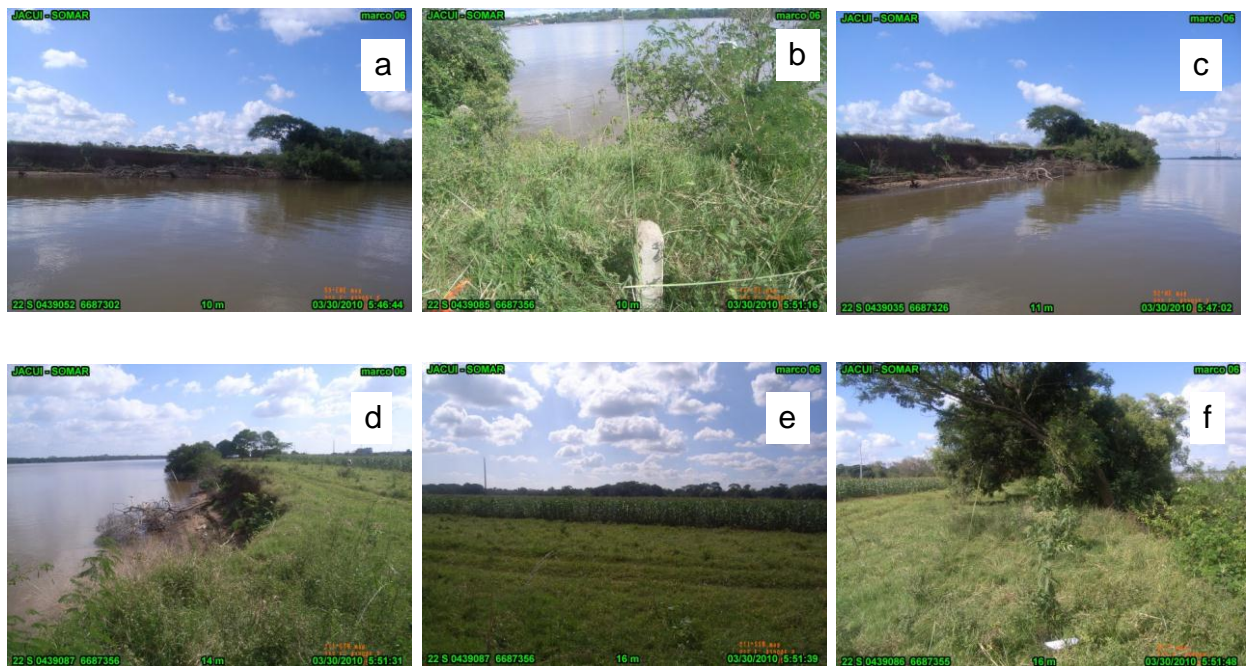 JACUI - SOMAR marco 06
a
22 S 0439052 6687302 10 m 03/30/2010 5:46:44
JACUI - SOMAR marco 06
b
22 S 0439085 6687356 10 m 03/30/2010 5:51:16
JACUI - SOMAR marco 06
c
22 S 0439035 6687326 11 m 03/30/2010 5:47:02
JACUI - SOMAR marco 06
d
22 S 0439087 6687356 14 m 03/30/2010 5:51:31
JACUI - SOMAR marco 06
e
22 S 0439087 6687356 16 m 03/30/2010 5:51:39
JACUI - SOMAR marco 06
f
22 S 0439086 6687355 16 m 03/30/2010 5:51:48